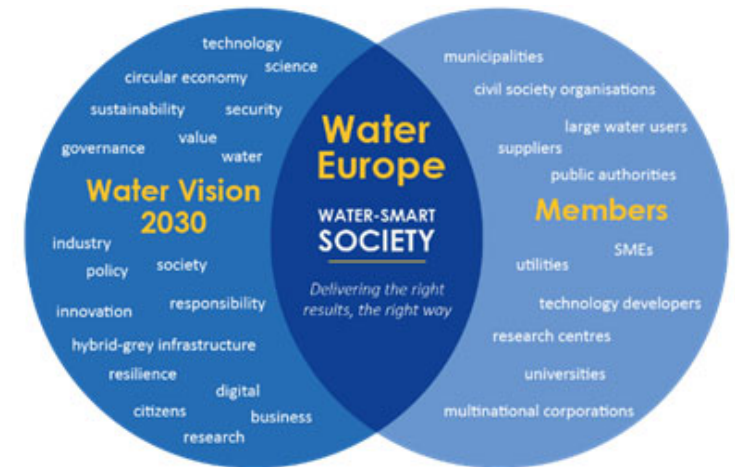 technology
science
circular economy
sustainability
security
value
governance
water
Water Vision
2030
industry
society
policy
responsibility
innovation
hybrid-grey infrastructure
resilience
digital
citizens
business
research
Water
Europe
WATER-SMART
SOCIETY
Delivering the right
results, the right way
municipalities
civil society organisations
large water users
suppliers
public authorities
Members
SMEs
utilities
technology developers
research centres
universities
multinational corporations